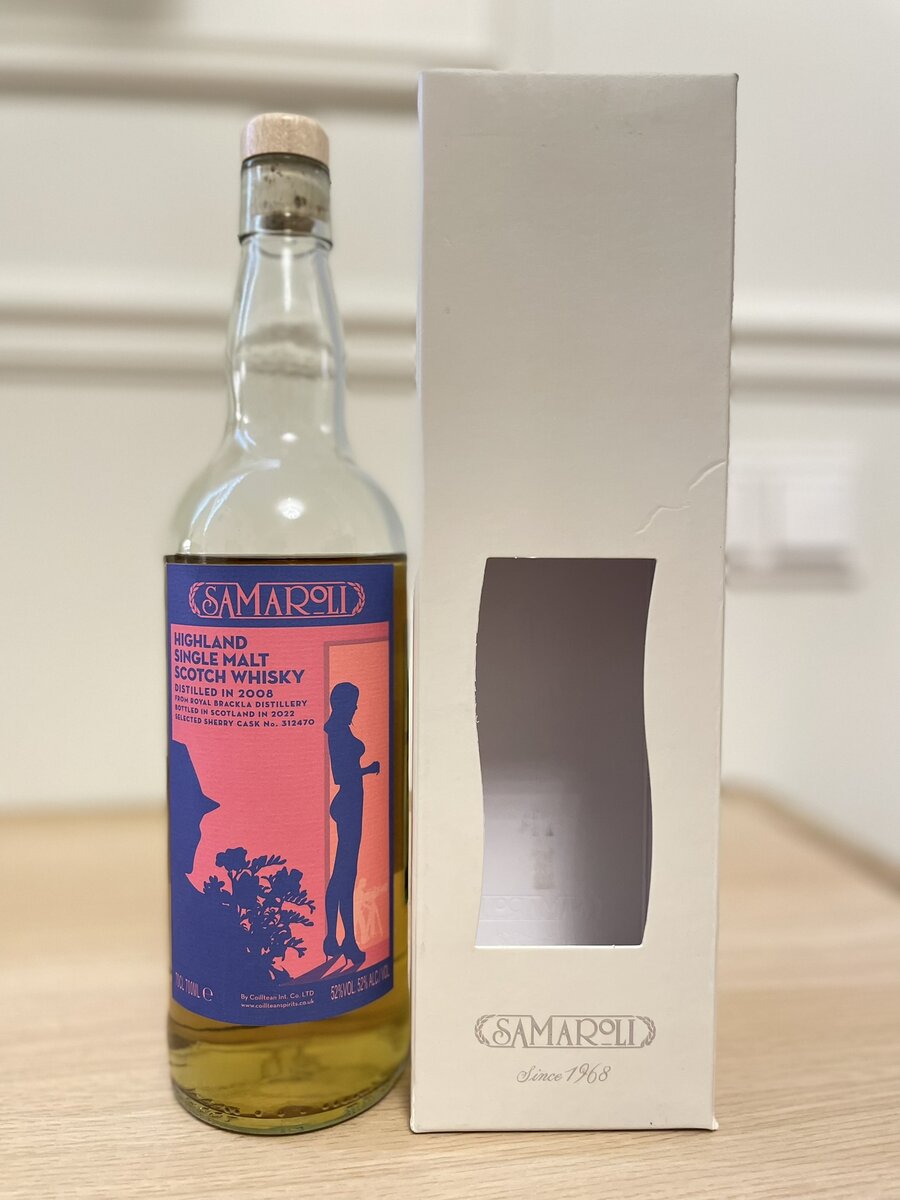 SAMAROLI
HIGHLAND
SINGLE MALT
SCOTCH WHISKY
DISTILLED IN 2008
FROM ROYAL BRACKLA DISTILLERY
BOTTLED IN SCOTLAND IN 2022
SELECTED SHERRY CASK No. 312470
70CL 700ML ℮
By Coilltean Int. Co. LTD
www.coillteanspirits.co.uk
52%VOL. 52% ALC./VOL
SAMAROLI
Since 1968